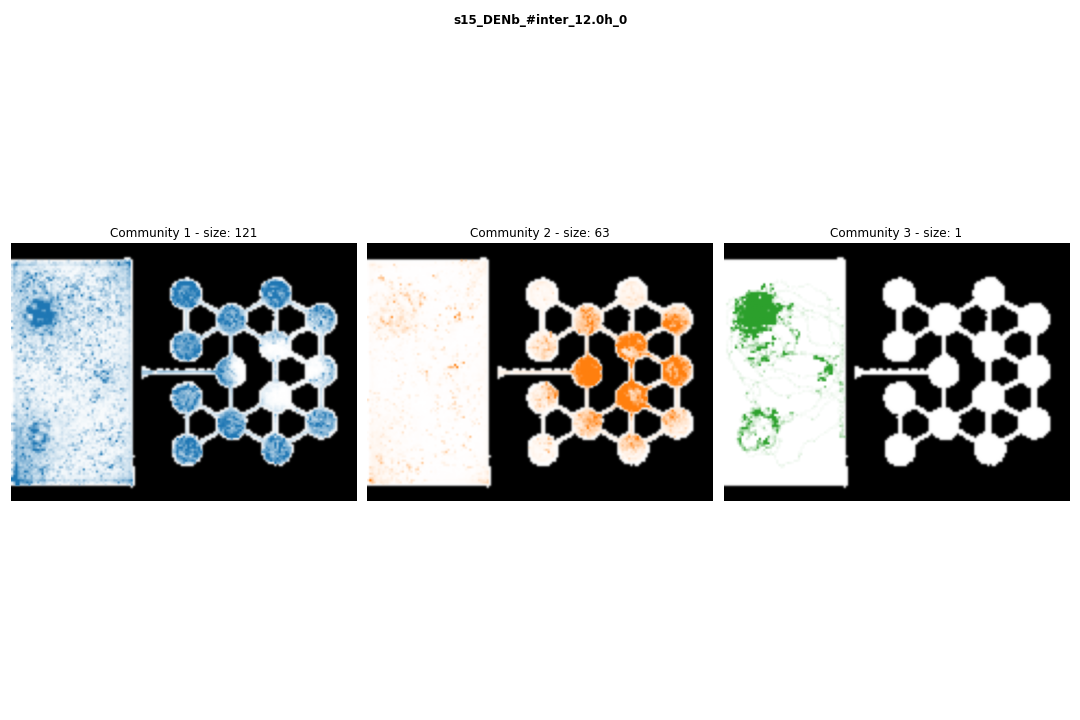 s15_DENb_#inter_12.0h_0
Community 1 - size: 121
Community 2 - size: 63
Community 3 - size: 1